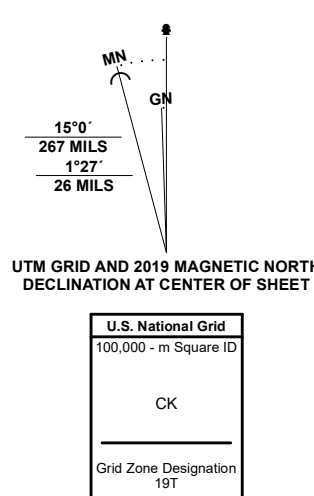 MN
GN
15°0´
267 MILS
1°27´
26 MILS
UTM GRID AND 2019 MAGNETIC NORTH
DECLINATION AT CENTER OF SHEET
U.S. National Grid
100,000 - m Square ID
CK
Grid Zone Designation
19T